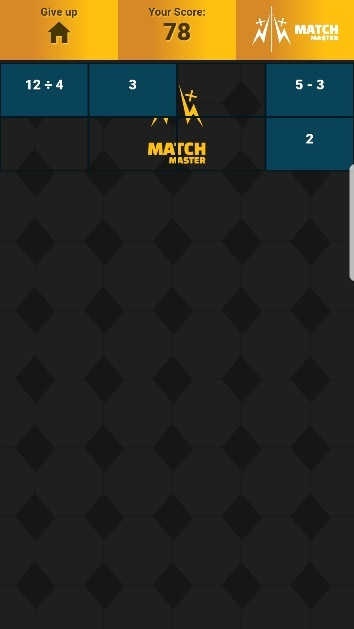 Give up
Your Score:
78
MATCH
MASTER
12 ÷ 4
3
5 - 3
2
MATCH
MASTER